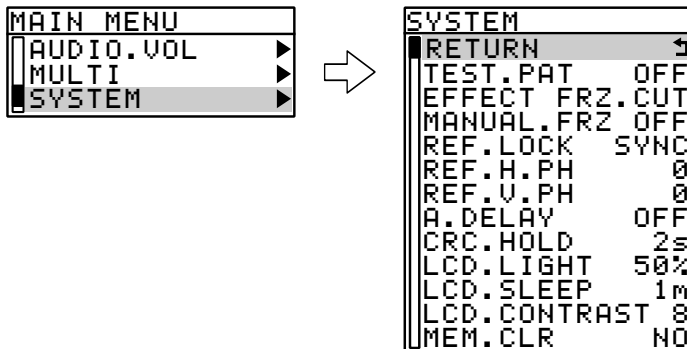 MAIN MENU
AUDIO.VOL
MULTI
SYSTEM
SYSTEM
RETURN
TEST.PAT OFF
EFFECT FRZ.CUT
MANUAL.FRZ OFF
REF.LOCK SYNC
REF.H.PH 0
REF.V.PH 0
A.DELAY OFF
CRC.HOLD 2s
LCD.LIGHT 50%
LCD.SLEEP 1m
LCD.CONTRAST 8
MEM.CLR NO